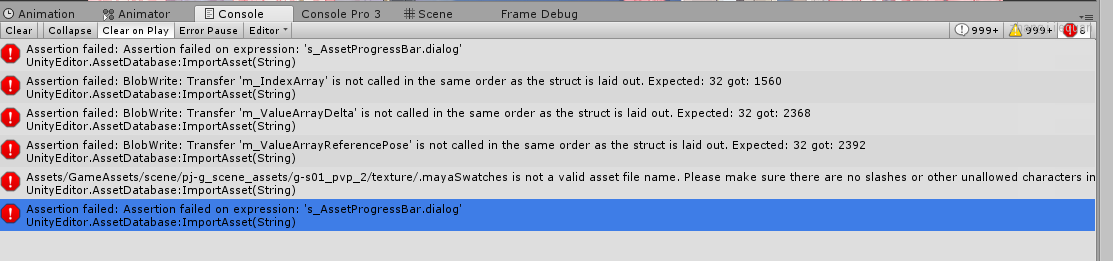 Animation Animator Console Console Pro 3 Scene Frame Debug
Clear Collapse Clear on Play Error Pause Editor 999+ 999+ 6
Assertion failed: Assertion failed on expression: 's_AssetProgressBar.dialog'
UnityEditor.AssetDatabase:ImportAsset(String)
Assertion failed: BlobWrite: Transfer 'm_IndexArray' is not called in the same order as the struct is laid out. Expected: 32 got: 1560
UnityEditor.AssetDatabase:ImportAsset(String)
Assertion failed: BlobWrite: Transfer 'm_ValueArrayDelta' is not called in the same order as the struct is laid out. Expected: 32 got: 2368
UnityEditor.AssetDatabase:ImportAsset(String)
Assertion failed: BlobWrite: Transfer 'm_ValueArrayReferencePose' is not called in the same order as the struct is laid out. Expected: 32 got: 2392
UnityEditor.AssetDatabase:ImportAsset(String)
Assets/GameAssets/scene/pj-g_scene_assets/g-s01_pvp_2/texture/.mayaSwatches is not a valid asset file name. Please make sure there are no slashes or other unallowed characters in
UnityEditor.AssetDatabase:ImportAsset(String)
Assertion failed: Assertion failed on expression: 's_AssetProgressBar.dialog'
UnityEditor.AssetDatabase:ImportAsset(String)